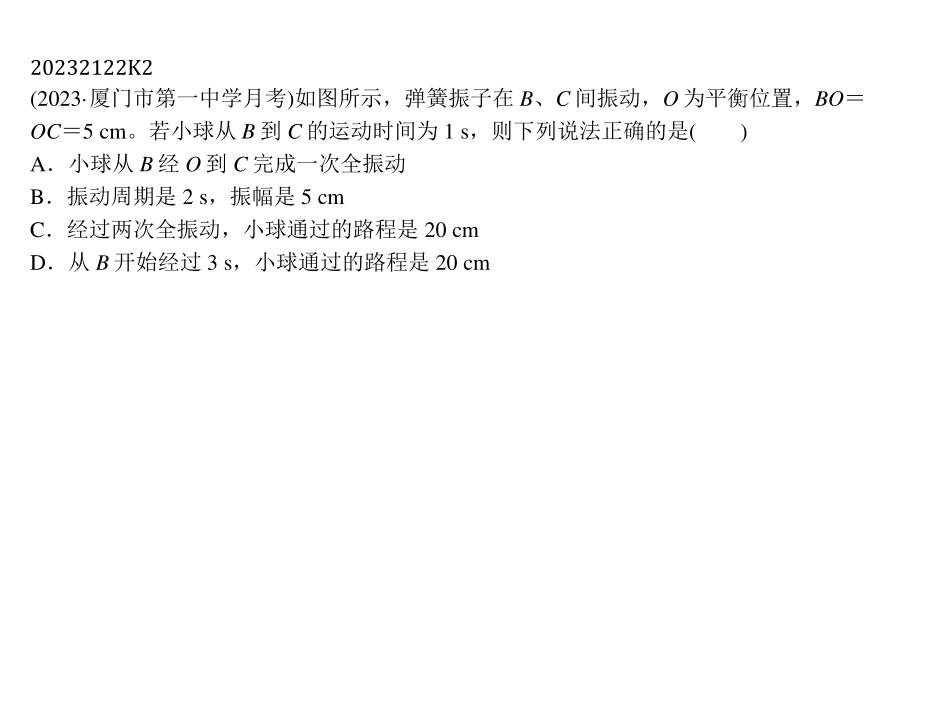 20232122K2
(2023·厦门市第一中学月考)如图所示，弹簧振子在 B、C 间振动，O 为平衡位置，BO＝
OC＝5 cm。若小球从 B 到 C 的运动时间为 1 s，则下列说法正确的是(　　)
A．小球从 B 经 O 到 C 完成一次全振动
B．振动周期是 2 s，振幅是 5 cm
C．经过两次全振动，小球通过的路程是 20 cm
D．从 B 开始经过 3 s，小球通过的路程是 20 cm